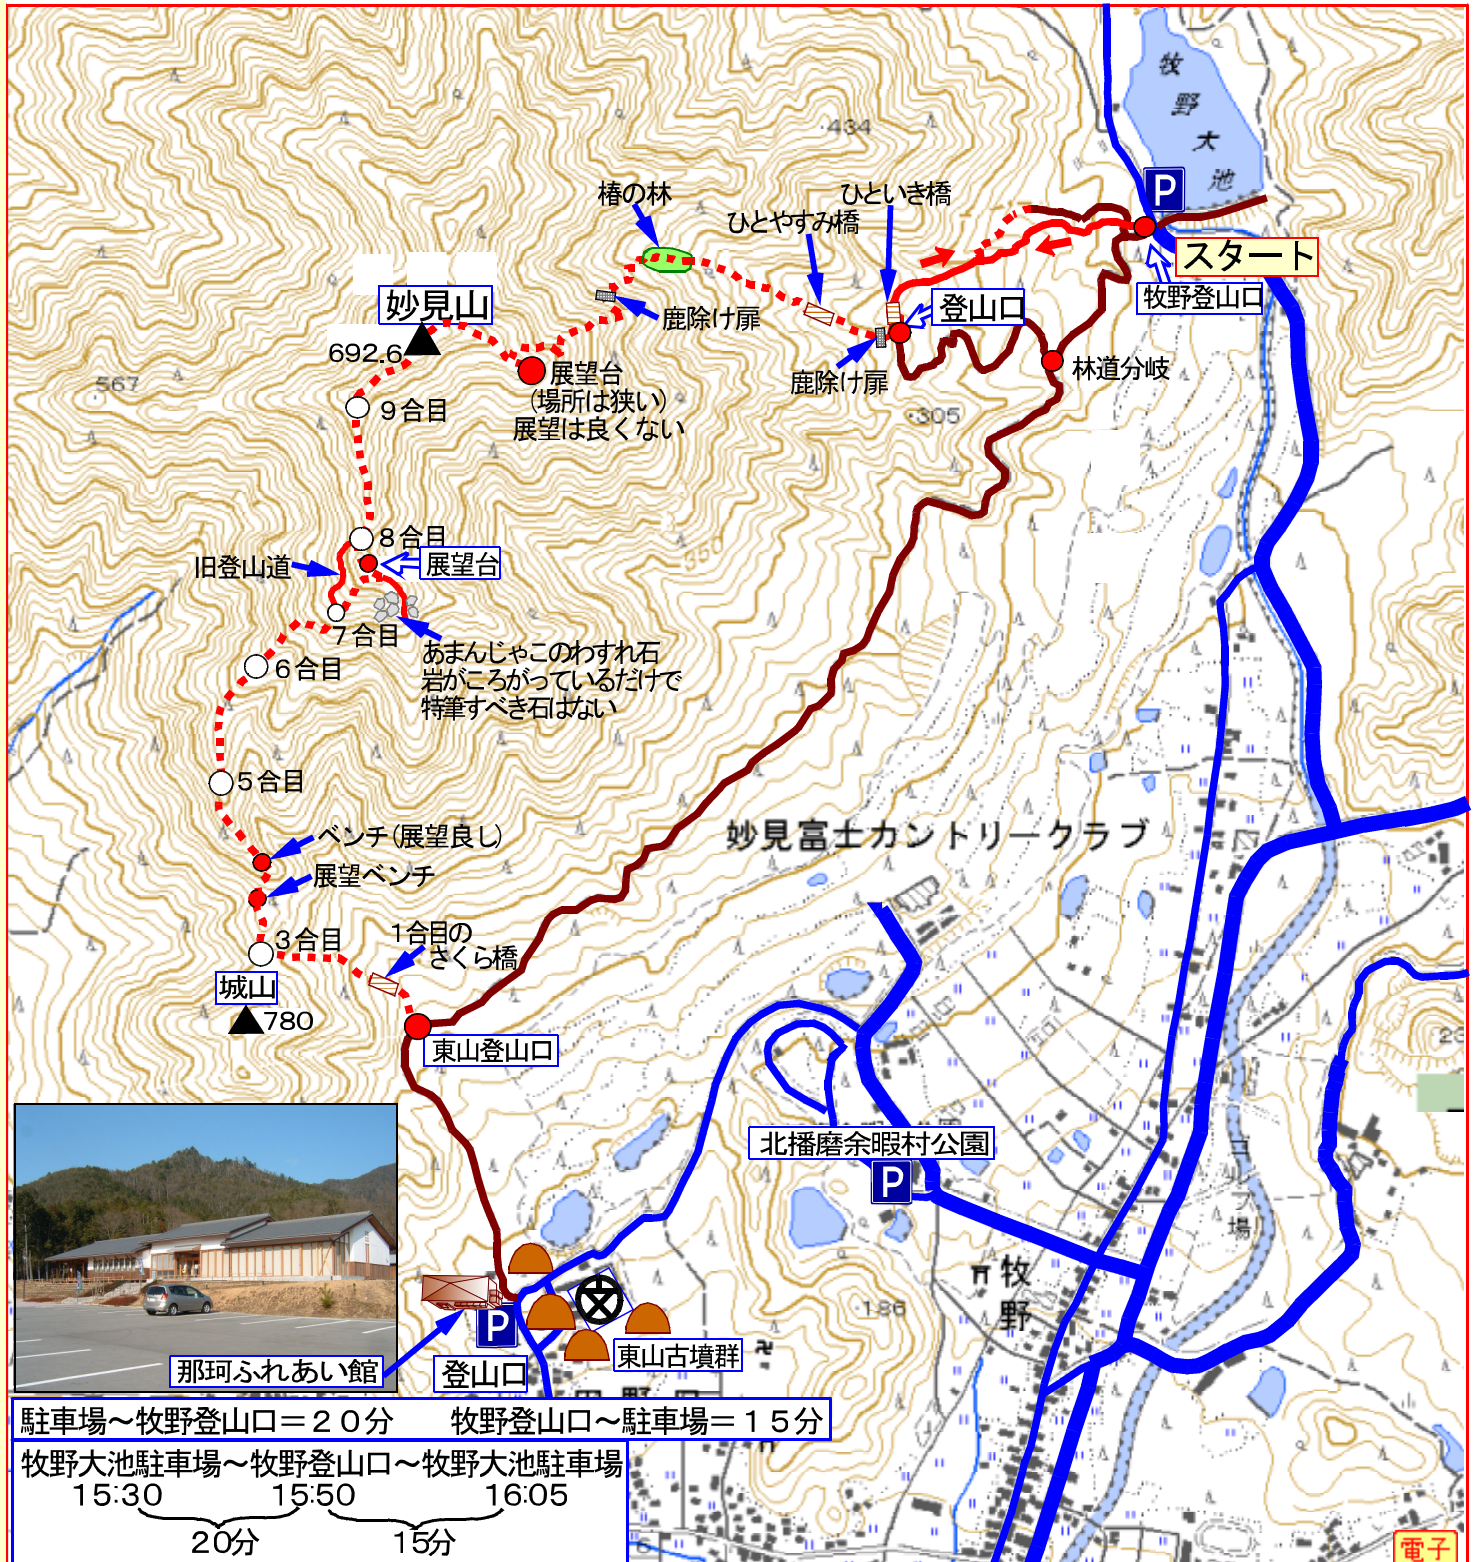 牧
野
大
池
P
・434
椿の林
ひといき橋
ひとやすみ橋
スタート
牧野登山口
妙見山
692.6
鹿除け扉
登山口
鹿除け扉
林道分岐
展望台
(場所は狭い)
展望は良くない
・567
9合目
・305
8合目
展望台
旧登山道
350
7合目
あまんじゃこのわすれ石
岩がころがっているだけで
特筆すべき石はない
6合目
5合目
ベンチ(展望良し)
妙見富士カントリークラブ
展望ベンチ
3合目
1合目の
さくら橋
城山
780
東山登山口
北播磨余暇村公園
P
ゴルフ場
牧
野
・186
P
東山古墳群
那珂ふれあい館
登山口
駐車場～牧野登山口＝２０分　牧野登山口～駐車場＝１５分
牧野大池駐車場～牧野登山口～牧野大池駐車場
15:30 15:50 16:05
20分 15分
電子